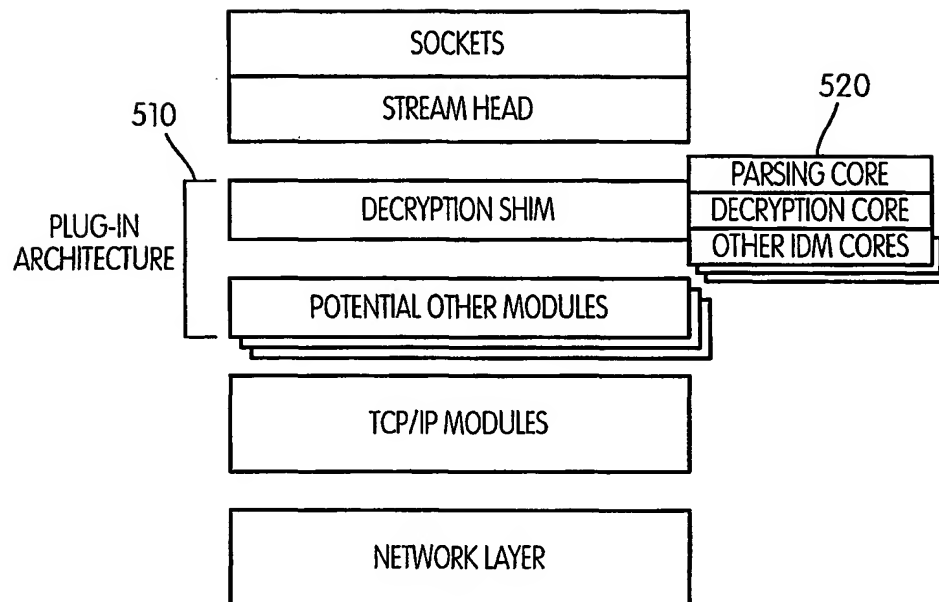 SOCKETS
STREAM HEAD
510
520
PLUG-IN
ARCHITECTURE
DECRYPTION SHIM
PARSING CORE
DECRYPTION CORE
OTHER IDM CORES
POTENTIAL OTHER MODULES
TCP/IP MODULES
NETWORK LAYER